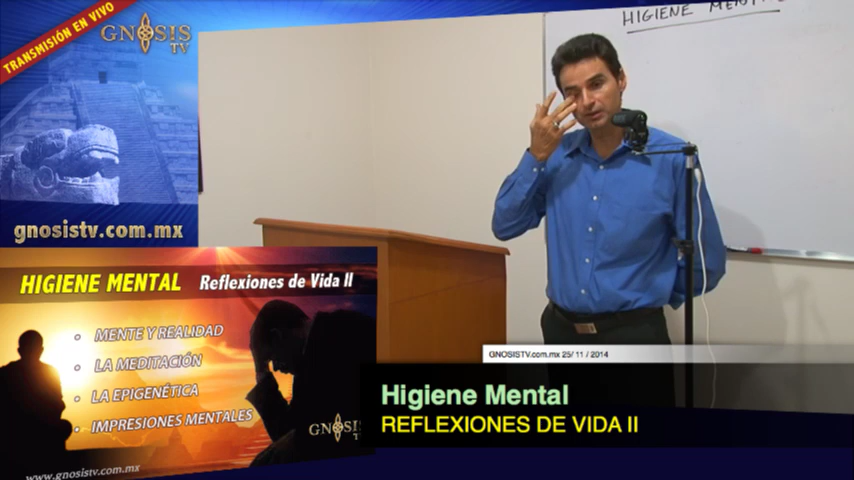 TRANSMISIÓN EN VIVO
GNOSIS
TV
gnosistv.com.mx
HIGIENE MENTAL
HIGIENE MENTAL Reflexiones de Vida II
• MENTE Y REALIDAD
• LA MEDITACIÓN
• LA EPIGENÉTICA
• IMPRESIONES MENTALES
GNOSIS
TV
www.gnosistv.com.mx
GNOSISTV.com.mx 25/ 11 / 2014
Higiene Mental
REFLEXIONES DE VIDA II